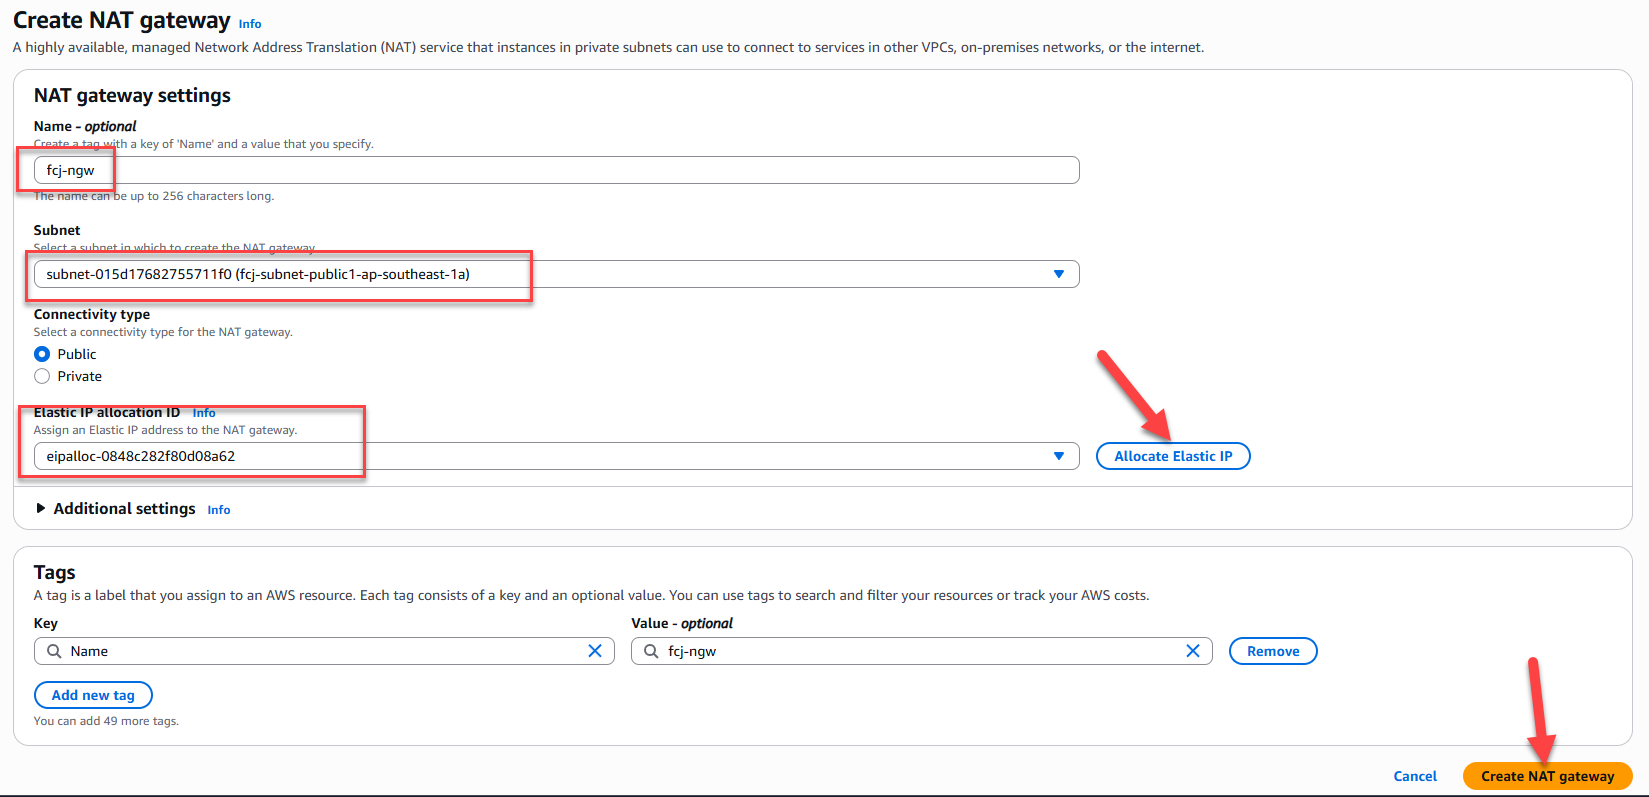 Create NAT gateway Info
A highly available, managed Network Address Translation (NAT) service that instances in private subnets can use to connect to services in other VPCs, on-premises networks, or the internet.
NAT gateway settings
Name - optional
Create a tag with a key of 'Name' and a value that you specify.
fcj-ngw
The name can be up to 256 characters long.
Subnet
Select a subnet in which to create the NAT gateway.
subnet-015d17682755711f0 (fcj-subnet-public1-ap-southeast-1a)
Connectivity type
Select a connectivity type for the NAT gateway.
Public
Private
Elastic IP allocation ID Info
Assign an Elastic IP address to the NAT gateway.
eipalloc-0848c282f80d08a62
Allocate Elastic IP
Additional settings Info
Tags
A tag is a label that you assign to an AWS resource. Each tag consists of a key and an optional value. You can use tags to search and filter your resources or track your AWS costs.
Key
Value - optional
Name
fcj-ngw
Remove
Add new tag
You can add 49 more tags.
Cancel
Create NAT gateway